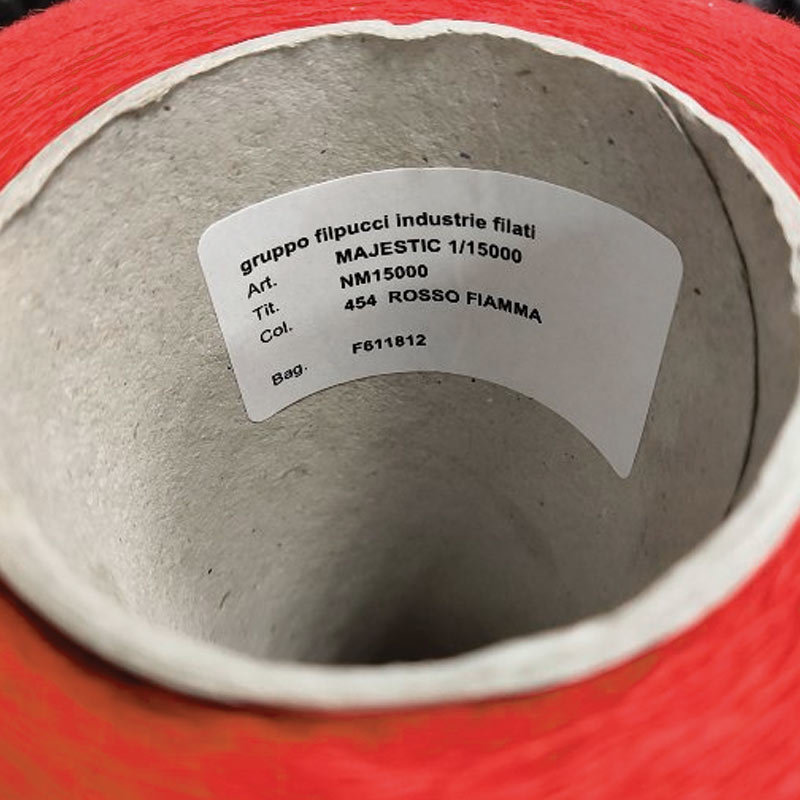 gruppo filpucci industrie filati
Art. MAJESTIC 1/15000
Tit. NM15000
Col. 454 ROSSO FIAMMA
Bag. F611812